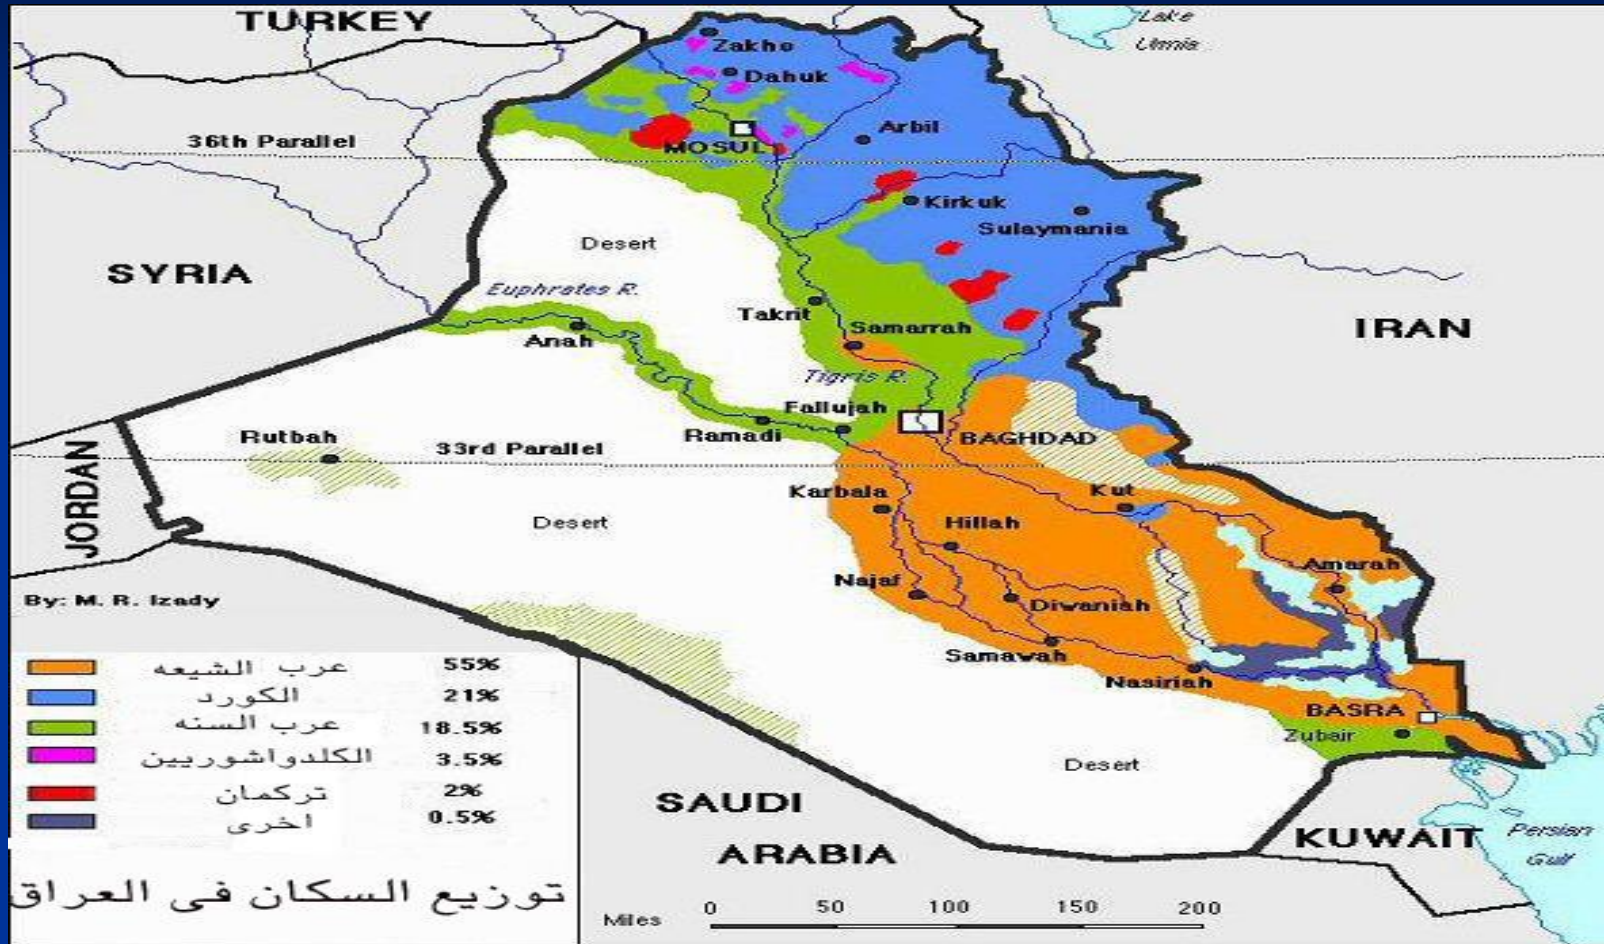 TURKEY
Lake
Urmia
Zakho
Dahuk
36th Parallel
Arbil
MOSUL
Kirkuk
Sulaymania
Desert
SYRIA
Euphrates R.
Takrit
Samarrah
IRAN
Anah
Tigris R.
Fallujah
Rutbah
33rd Parallel
Ramadi
BAGHDAD
JORDAN
Karbala
Kut
Desert
Hillah
Amarah
Najaf
Diwaniah
By: M. R. Izady
Samawah
Nasiriah
BASRA
Zubair
Desert
عرب الشيعه 55%
الكورد 21%
عرب السنه 18.5%
الكلدواشوريين 3.5%
تركمان 2%
اخرى 0.5%
SAUDI
ARABIA
KUWAIT
Persian
Gulf
توزيع السكان فى العراق
Miles 0 50 100 150 200